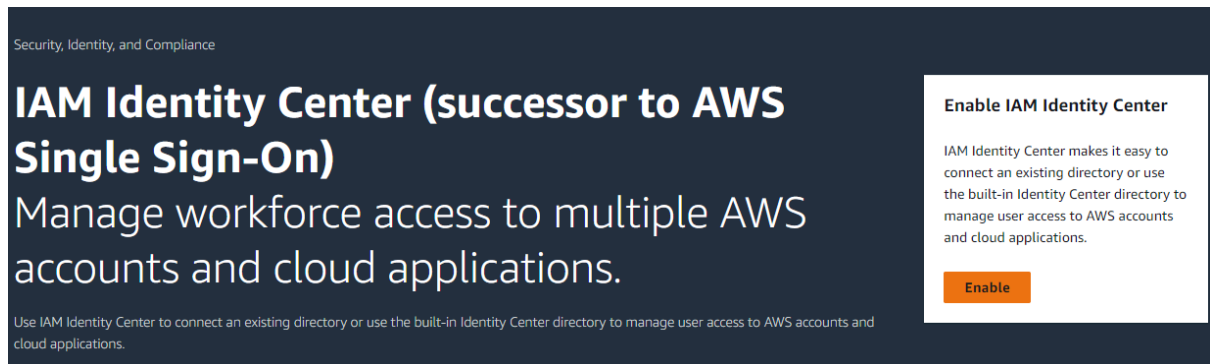 Security, Identity, and Compliance
IAM Identity Center (successor to AWS
Single Sign-On)
Manage workforce access to multiple AWS
accounts and cloud applications.
Use IAM Identity Center to connect an existing directory or use the built-in Identity Center directory to manage user access to AWS accounts and
cloud applications.
Enable IAM Identity Center
IAM Identity Center makes it easy to
connect an existing directory or use
the built-in Identity Center directory to
manage user access to AWS accounts
and cloud applications.
Enable